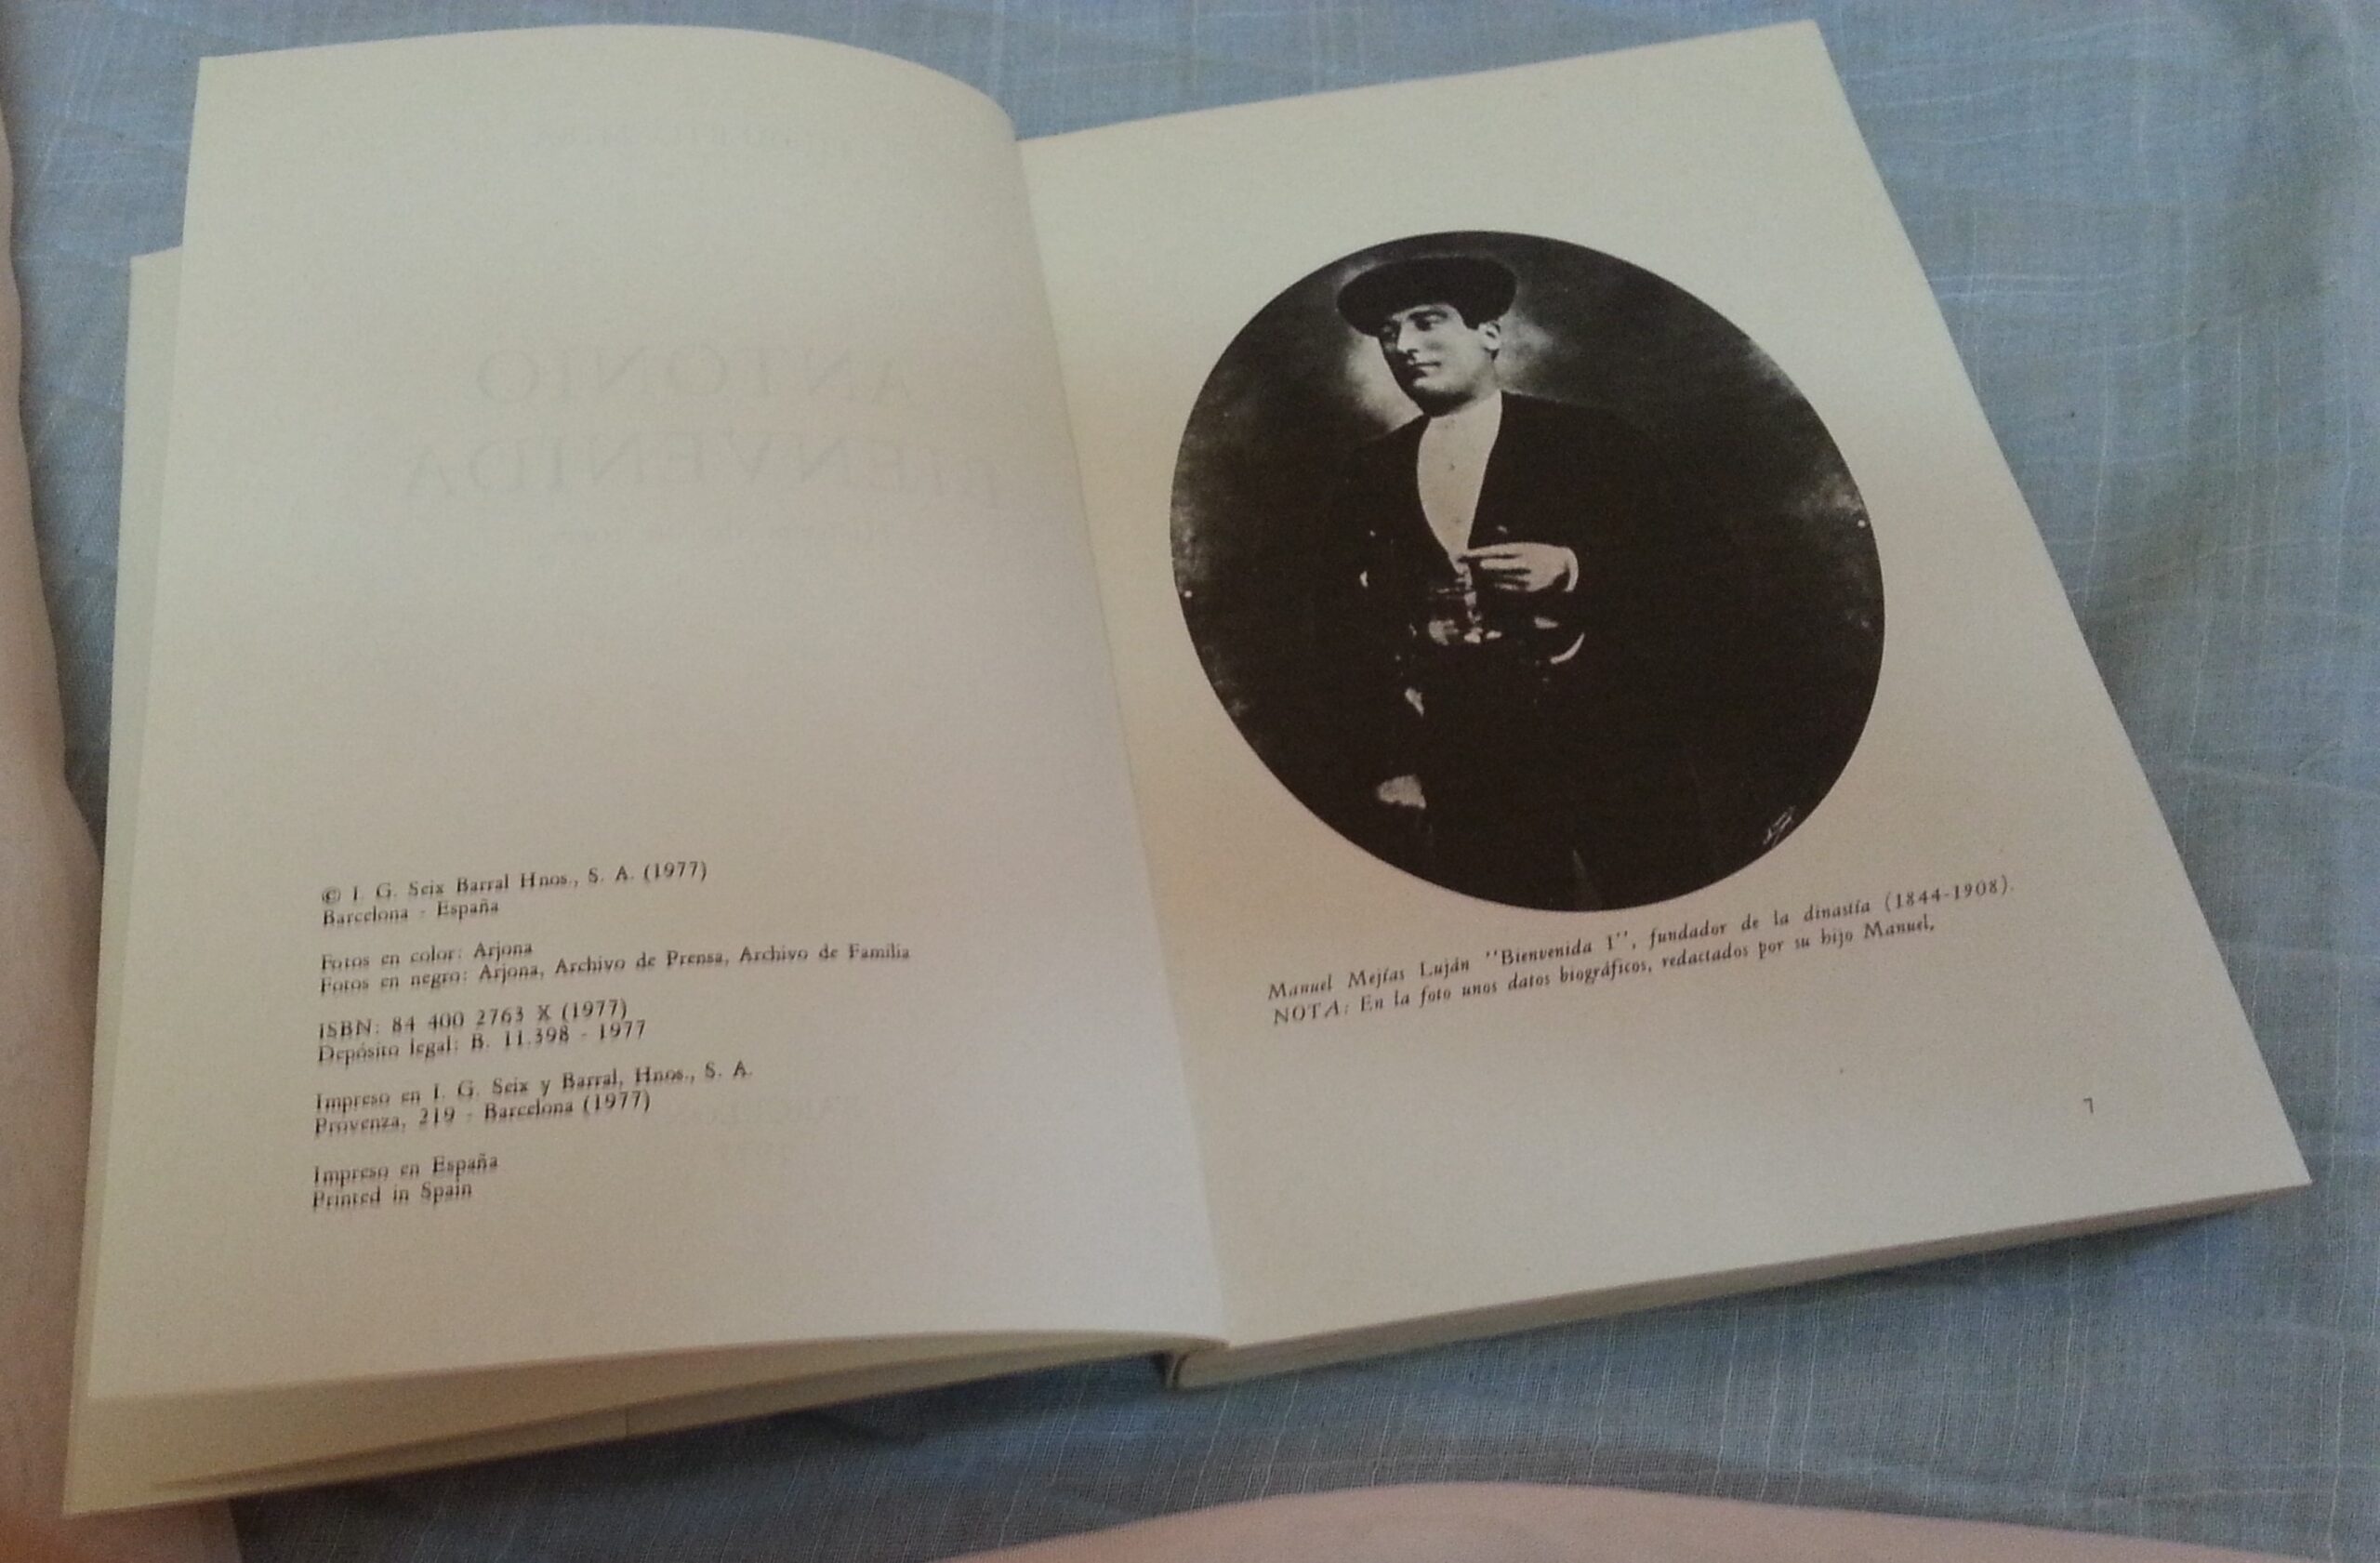 © I. G. Seix Barral Hnos., S. A. (1977)
Barcelona - España
Fotos en color: Arjona
Fotos en negro: Arjona, Archivo de Prensa, Archivo de Familia
ISBN: 84 400 2763 X (1977)
Depósito legal: B. 11.398 - 1977
Impreso en I. G. Seix y Barral, Hnos., S. A.
Provenza, 219 - Barcelona (1977)
Impreso en España
Printed in Spain
ANTONIO
BIENVENIDA
Manuel Mejías Luján "Bienvenida I", fundador de la dinastía (1844-1908).
NOTA: En la foto unos datos biográficos, redactados por su hijo Manuel,
7